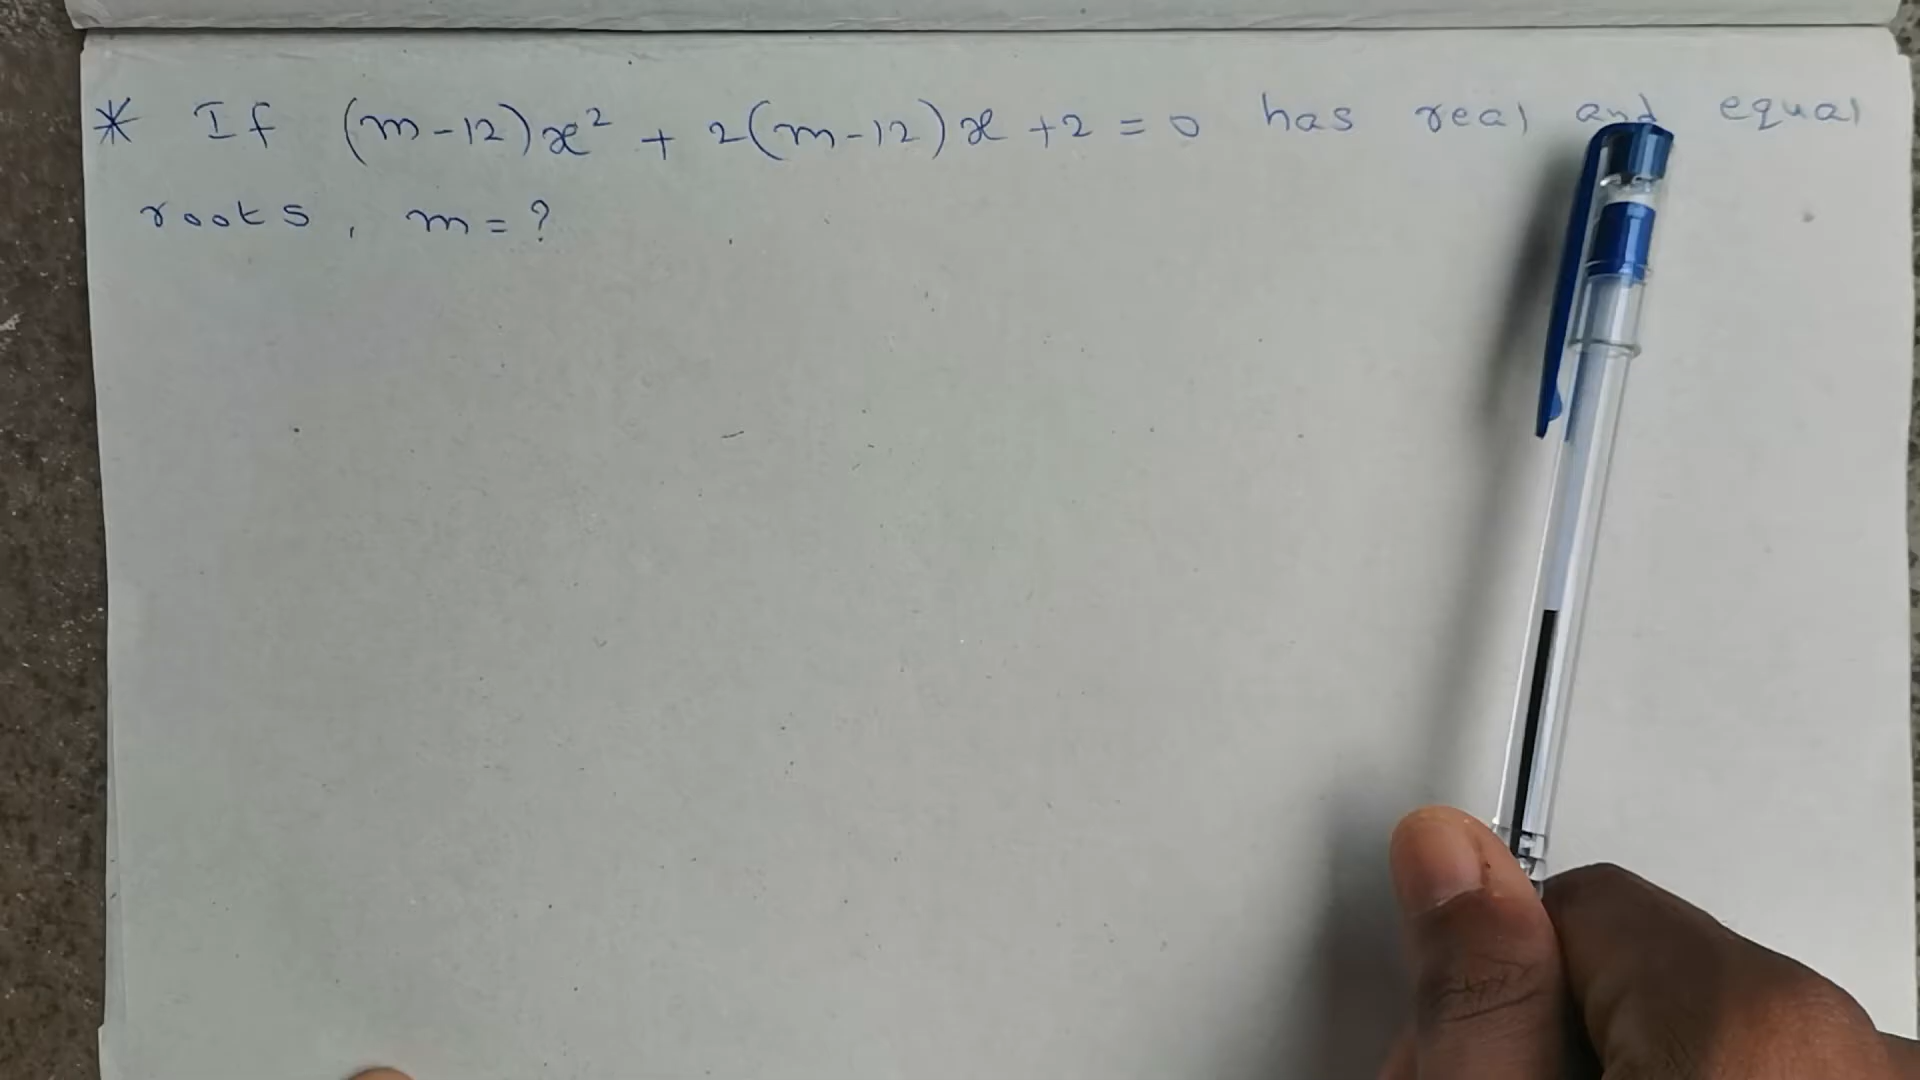 * If (m-12)x² + 2(m-12)x +2 = 0 has real and equal
roots, m = ?